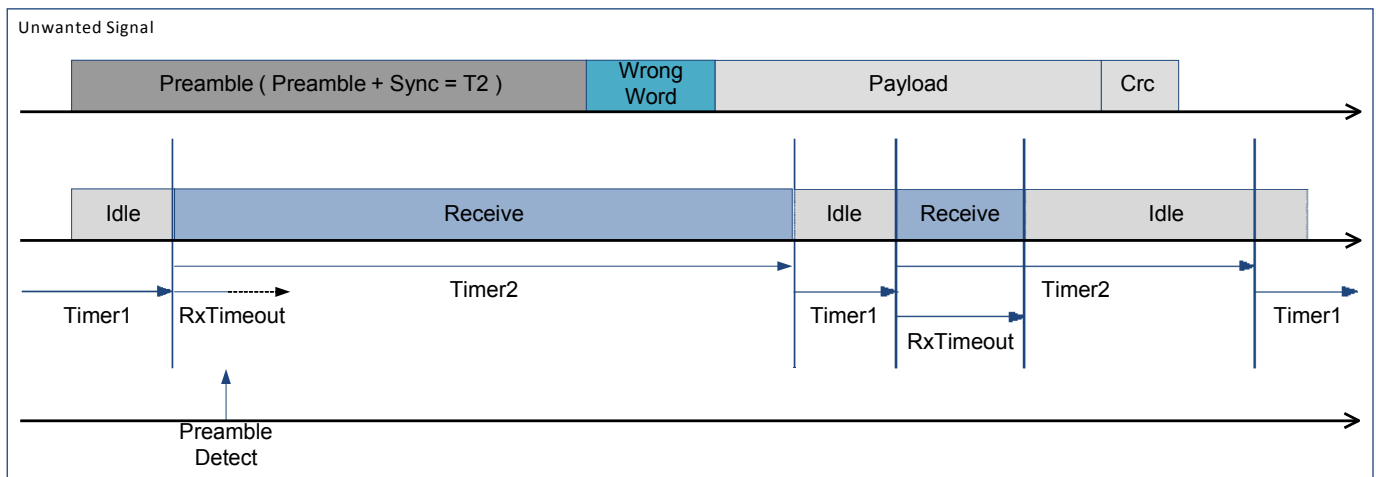 Unwanted Signal
Preamble ( Preamble + Sync = T2 )
Wrong
Word
Payload
Crc
Idle
Receive
Idle
Receive
Idle
Timer1
RxTimeout
Timer2
Timer1
RxTimeout
Timer2
Timer1
Preamble
Detect